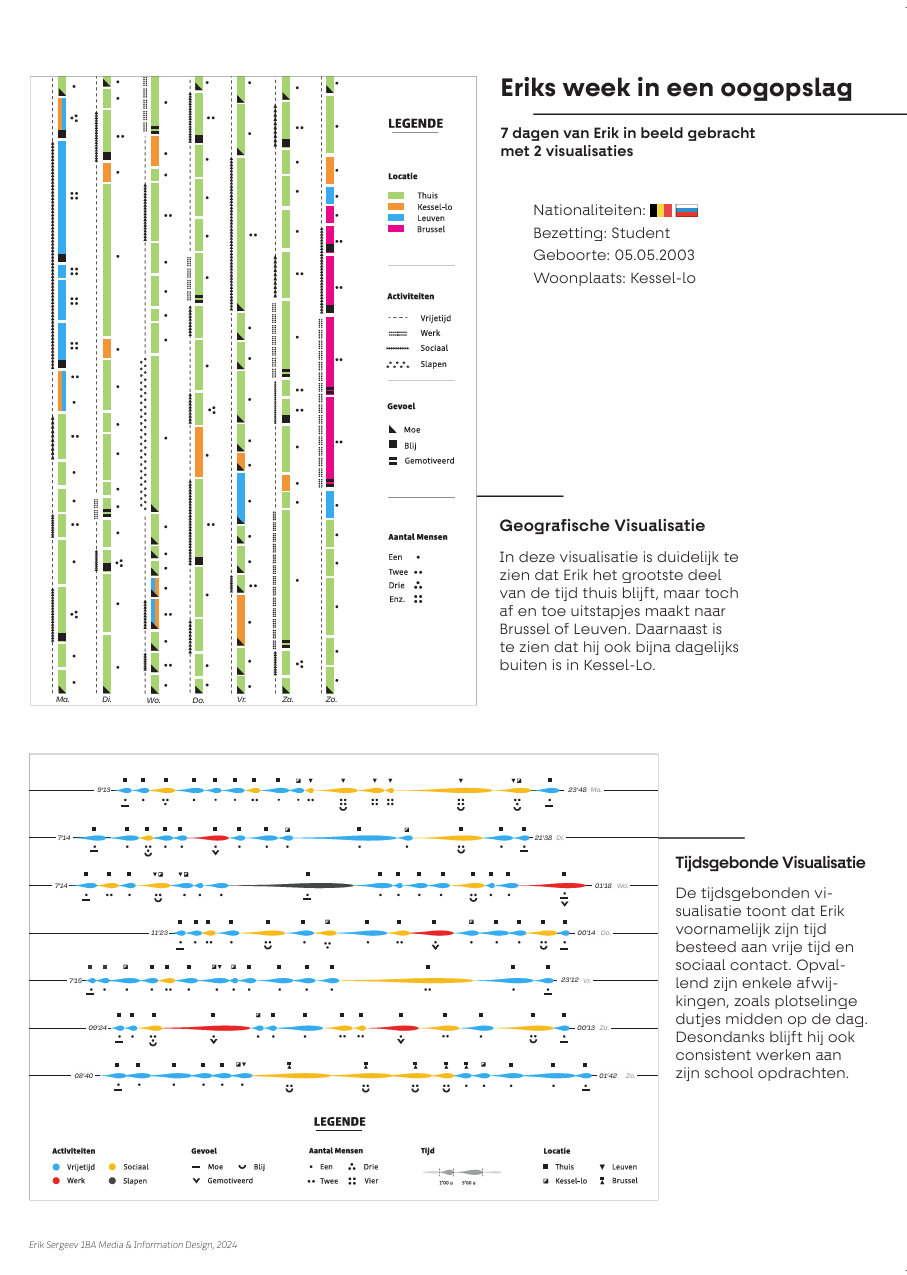 Eriks week in een oogopslag
7 dagen van Erik in beeld gebracht
met 2 visualisaties
Nationaliteiten:
Bezetting: Student
Geboorte: 05.05.2003
Woonplaats: Kessel-lo
LEGENDE
Locatie
Thuis
Kessel-lo
Leuven
Brussel
Activiteiten
Vrijetijd
Werk
Sociaal
Slapen
Gevoel
Moe
Blij
Gemotiveerd
Aantal Mensen
Een
Twee
Drie
Enz.
Ma. Di. Wo. Do. Vr. Za. Zo.
Geografische Visualisatie
In deze visualisatie is duidelijk te
zien dat Erik het grootste deel
van de tijd thuis blijft, maar toch
af en toe uitstapjes maakt naar
Brussel of Leuven. Daarnaast is
te zien dat hij ook bijna dagelijks
buiten is in Kessel-Lo.
9'13 23'48 Ma.
7'14 21'38 Di.
7'14 01'18 Wo.
11'23 00'14 Do.
7'15 23'12 Vr.
09'24 00'13 Za.
08'40 01'42 Zo.
LEGENDE
Activiteiten Gevoel Aantal Mensen Tijd Locatie
Vrijetijd Sociaal Moe Blij Een Drie Thuis Leuven
Werk Slapen Gemotiveerd Twee Vier 1'00 u 3'00 u Kessel-lo Brussel
Tijdsgebonde Visualisatie
De tijdsgebonden vi-
sualisatie toont dat Erik
voornamelijk zijn tijd
besteed aan vrije tijd en
sociaal contact. Opval-
lend zijn enkele afwij-
kingen, zoals plotselinge
dutjes midden op de dag.
Desondanks blijft hij ook
consistent werken aan
zijn school opdrachten.
Erik Sergeev 1BA Media & Information Design, 2024